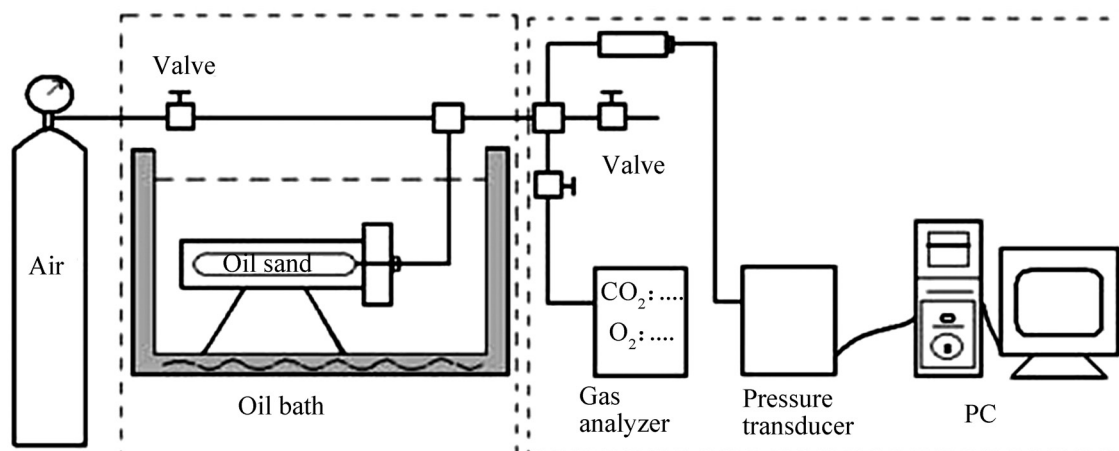 Valve
Valve
Air
Oil sand
CO₂: ....
O₂: ....
Oil bath
Gas
analyzer
Pressure
transducer
PC